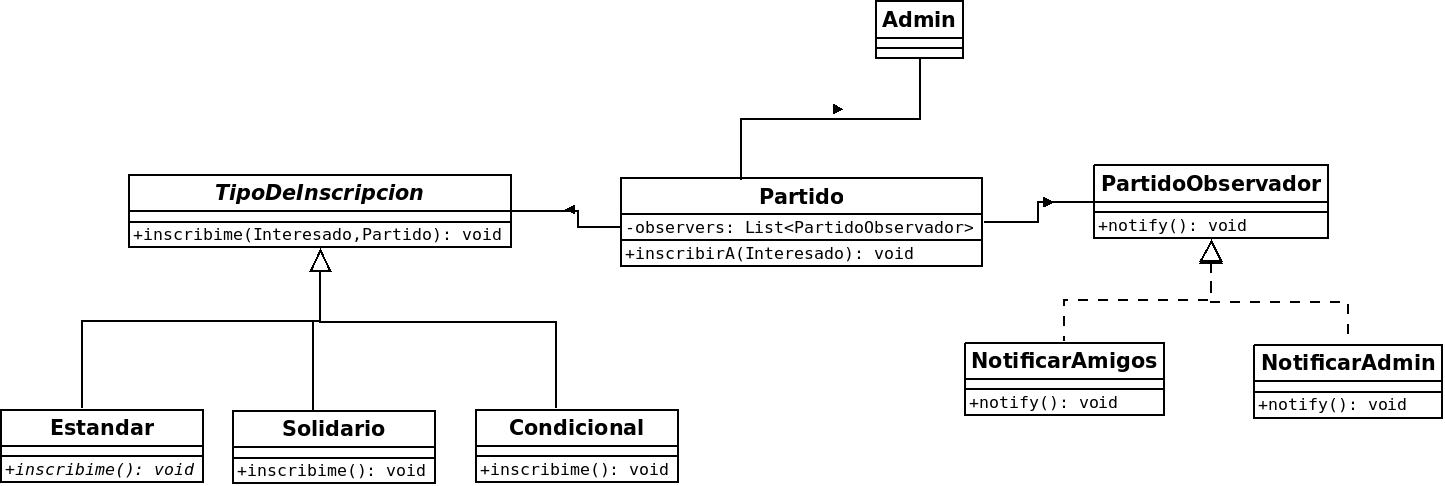 Admin
TipoDeInscripcion
+inscribime(Interesado,Partido): void
Partido
-observers: List<PartidoObservador>
+inscribirA(Interesado): void
PartidoObservador
+notify(): void
Estandar
+inscribime(): void
Solidario
+inscribime(): void
Condicional
+inscribime(): void
NotificarAmigos
+notify(): void
NotificarAdmin
+notify(): void